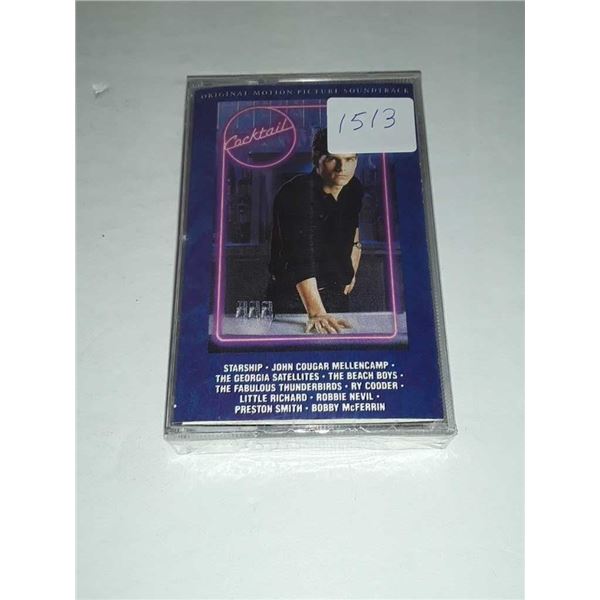 ORIGINAL MOTION PICTURE SOUNDTRACK
1513
Cocktail
STARSHIP • JOHN COUGAR MELLENCAMP •
THE GEORGIA SATELLITES • THE BEACH BOYS •
THE FABULOUS THUNDERBIRDS • RY COODER •
LITTLE RICHARD • ROBBIE NEVIL •
PRESTON SMITH • BOBBY McFERRIN